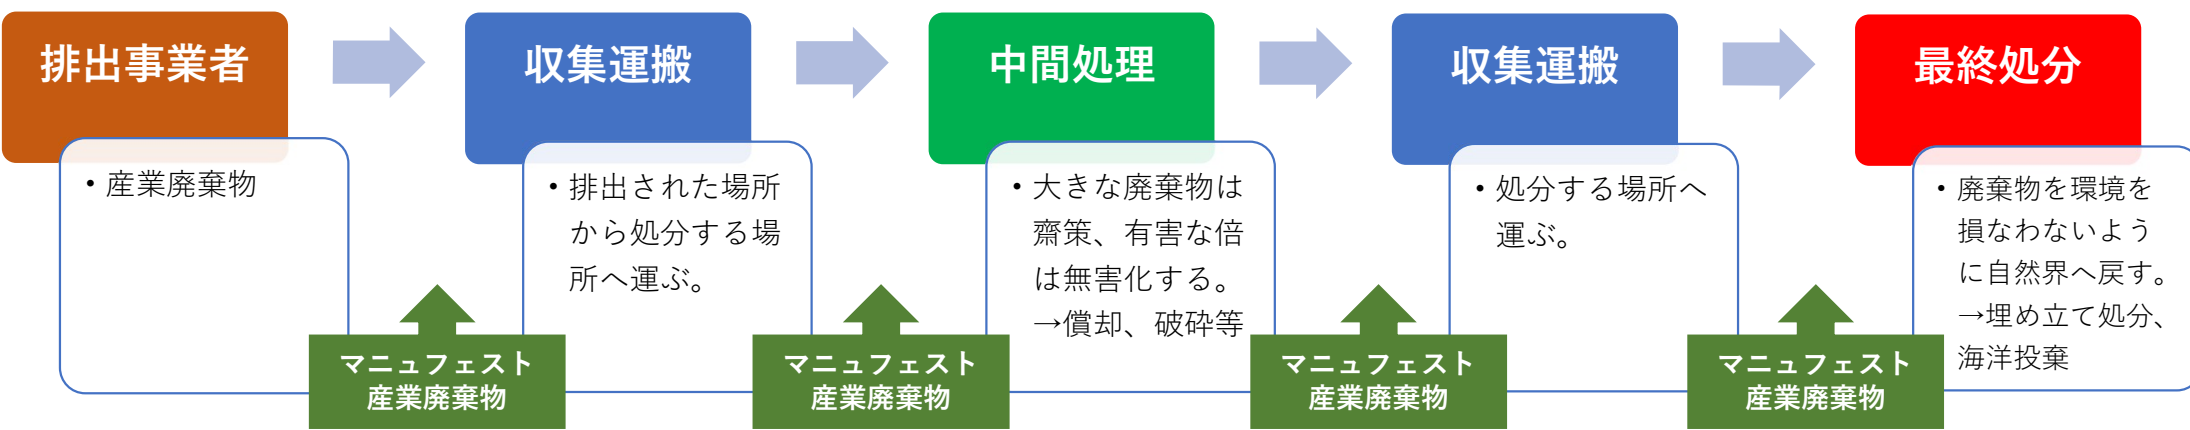 排出事業者
収集運搬
中間処理
収集運搬
最終処分
・産業廃棄物
・排出された場所
から処分する場
所へ運ぶ。
・大きな廃棄物は
齋策、有害な倍
は無害化する。
→償却、破砕等
・処分する場所へ
運ぶ。
・廃棄物を環境を
損なわないよう
に自然界へ戻す。
→埋め立て処分、
海洋投棄
マニュフェスト
産業廃棄物
マニュフェスト
産業廃棄物
マニュフェスト
産業廃棄物
マニュフェスト
産業廃棄物